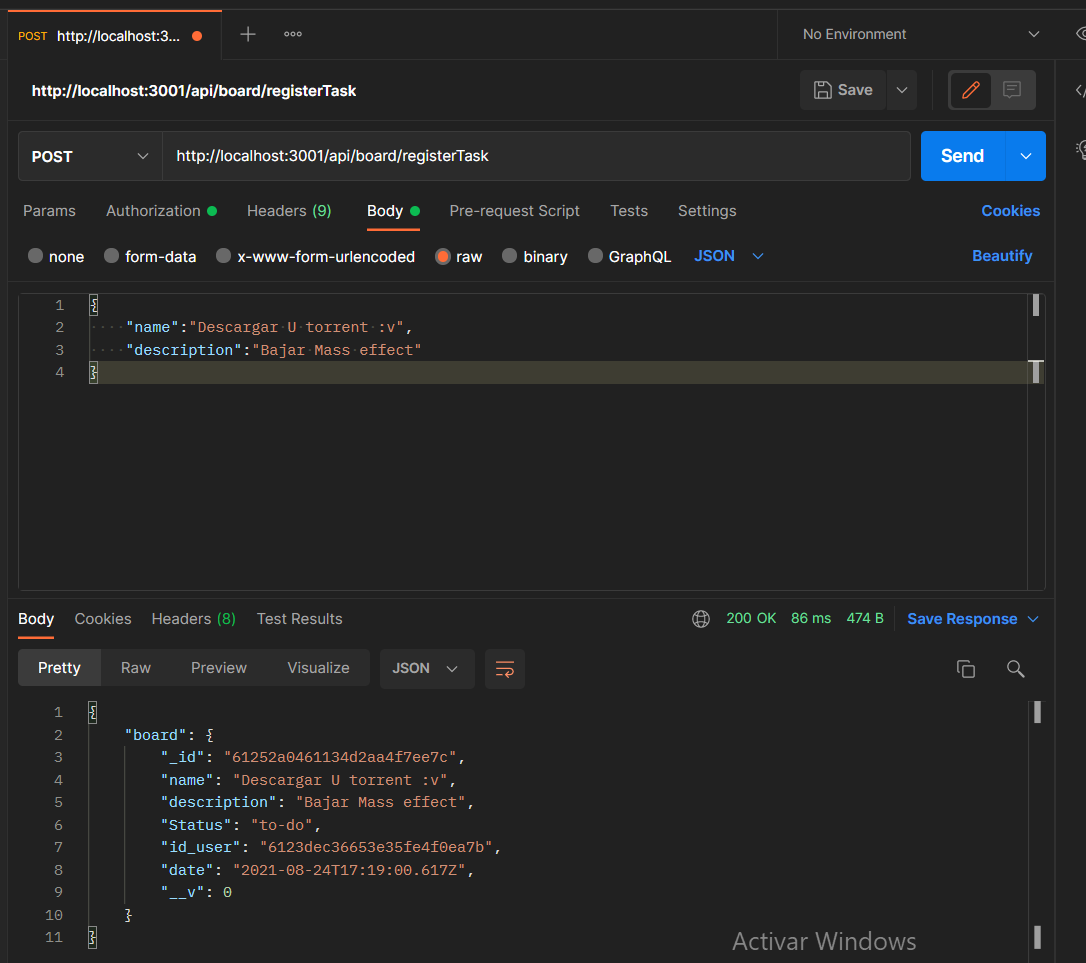 POST http://localhost:3... No Environment
http://localhost:3001/api/board/registerTask Save
POST http://localhost:3001/api/board/registerTask Send
Params Authorization Headers (9) Body Pre-request Script Tests Settings Cookies
none form-data x-www-form-urlencoded raw binary GraphQL JSON Beautify
1 {
2 ····"name":"Descargar·U·torrent·:v",
3 ····"description":"Bajar·Mass·effect"
4 }
Body Cookies Headers (8) Test Results 200 OK 86 ms 474 B Save Response
Pretty Raw Preview Visualize JSON
1 {
2 "board": {
3 "_id": "61252a0461134d2aa4f7ee7c",
4 "name": "Descargar U torrent :v",
5 "description": "Bajar Mass effect",
6 "Status": "to-do",
7 "id_user": "6123dec36653e35fe4f0ea7b",
8 "date": "2021-08-24T17:19:00.617Z",
9 "__v": 0
10 }
11 }
Activar Windows